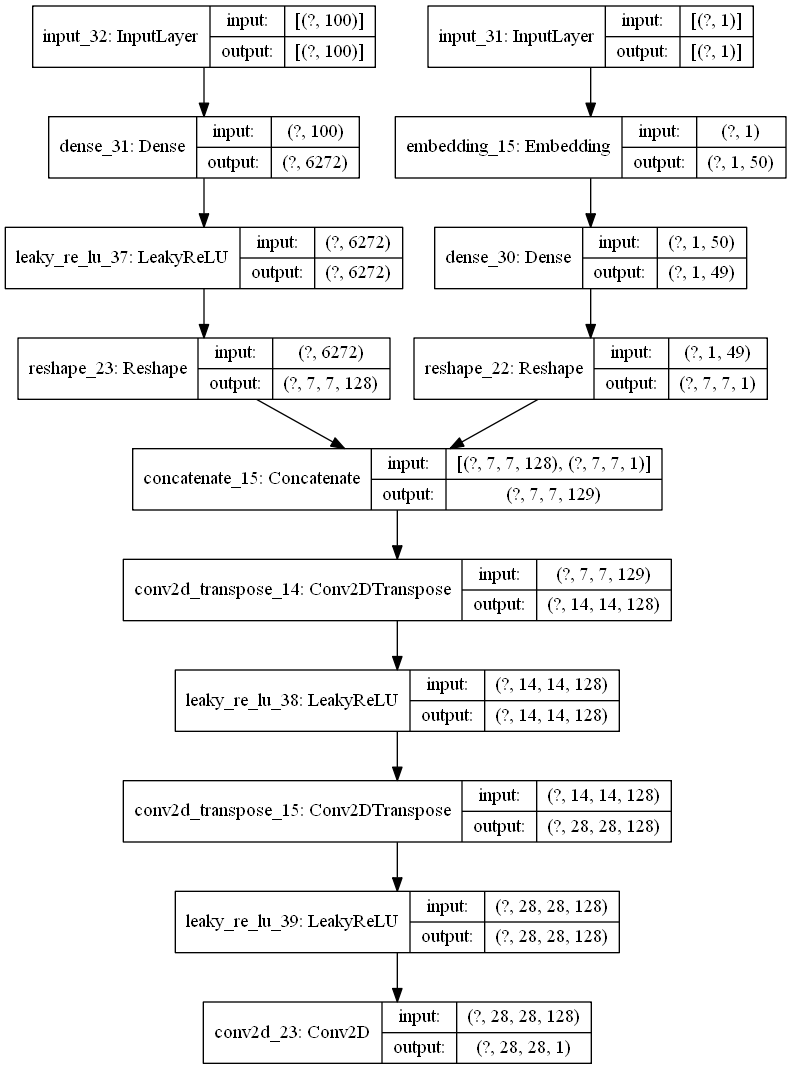 input_32: InputLayer
input: [(?, 100)]
output: [(?, 100)]
input_31: InputLayer
input: [(?, 1)]
output: [(?, 1)]
dense_31: Dense
input: (?, 100)
output: (?, 6272)
embedding_15: Embedding
input: (?, 1)
output: (?, 1, 50)
leaky_re_lu_37: LeakyReLU
input: (?, 6272)
output: (?, 6272)
dense_30: Dense
input: (?, 1, 50)
output: (?, 1, 49)
reshape_23: Reshape
input: (?, 6272)
output: (?, 7, 7, 128)
reshape_22: Reshape
input: (?, 1, 49)
output: (?, 7, 7, 1)
concatenate_15: Concatenate
input: [(?, 7, 7, 128), (?, 7, 7, 1)]
output: (?, 7, 7, 129)
conv2d_transpose_14: Conv2DTranspose
input: (?, 7, 7, 129)
output: (?, 14, 14, 128)
leaky_re_lu_38: LeakyReLU
input: (?, 14, 14, 128)
output: (?, 14, 14, 128)
conv2d_transpose_15: Conv2DTranspose
input: (?, 14, 14, 128)
output: (?, 28, 28, 128)
leaky_re_lu_39: LeakyReLU
input: (?, 28, 28, 128)
output: (?, 28, 28, 128)
conv2d_23: Conv2D
input: (?, 28, 28, 128)
output: (?, 28, 28, 1)